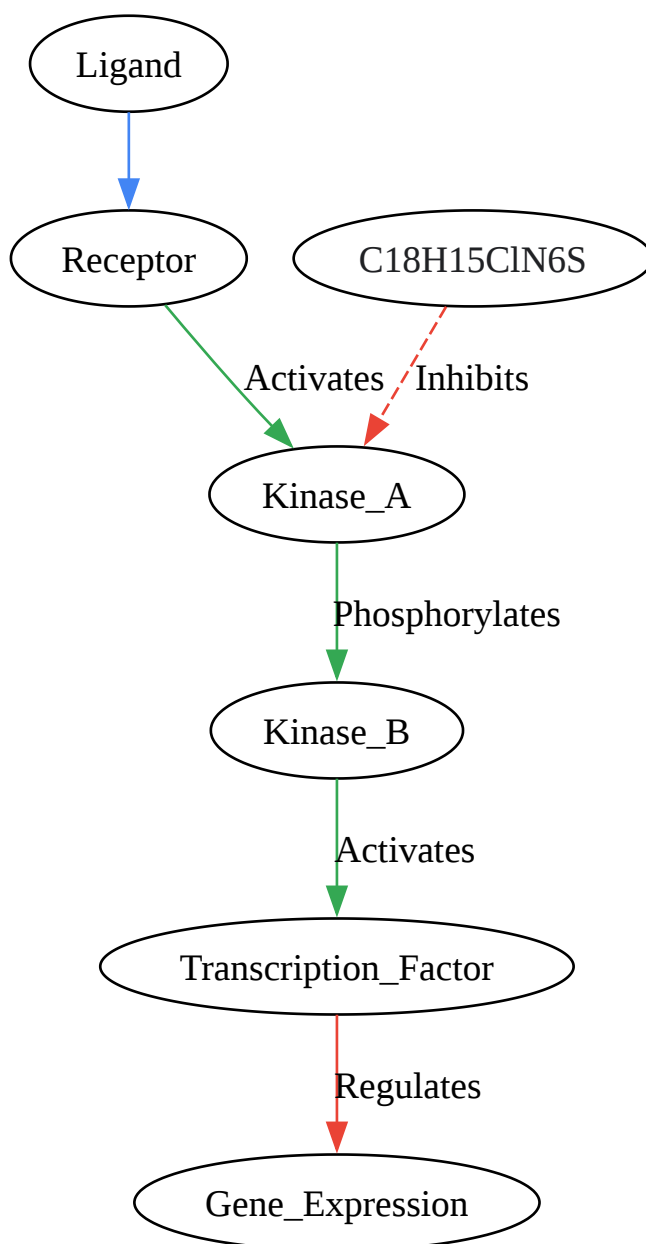 Ligand
Receptor
C18H15ClN6S
Activates
Inhibits
Kinase_A
Phosphorylates
Kinase_B
Activates
Transcription_Factor
Regulates
Gene_Expression